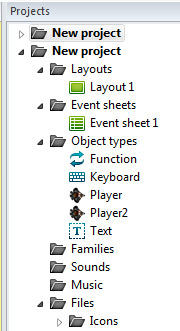 Projects
New project
New project
Layouts
Layout 1
Event sheets
Event sheet 1
Object types
Function
Keyboard
Player
Player2
Text
Families
Sounds
Music
Files
Icons